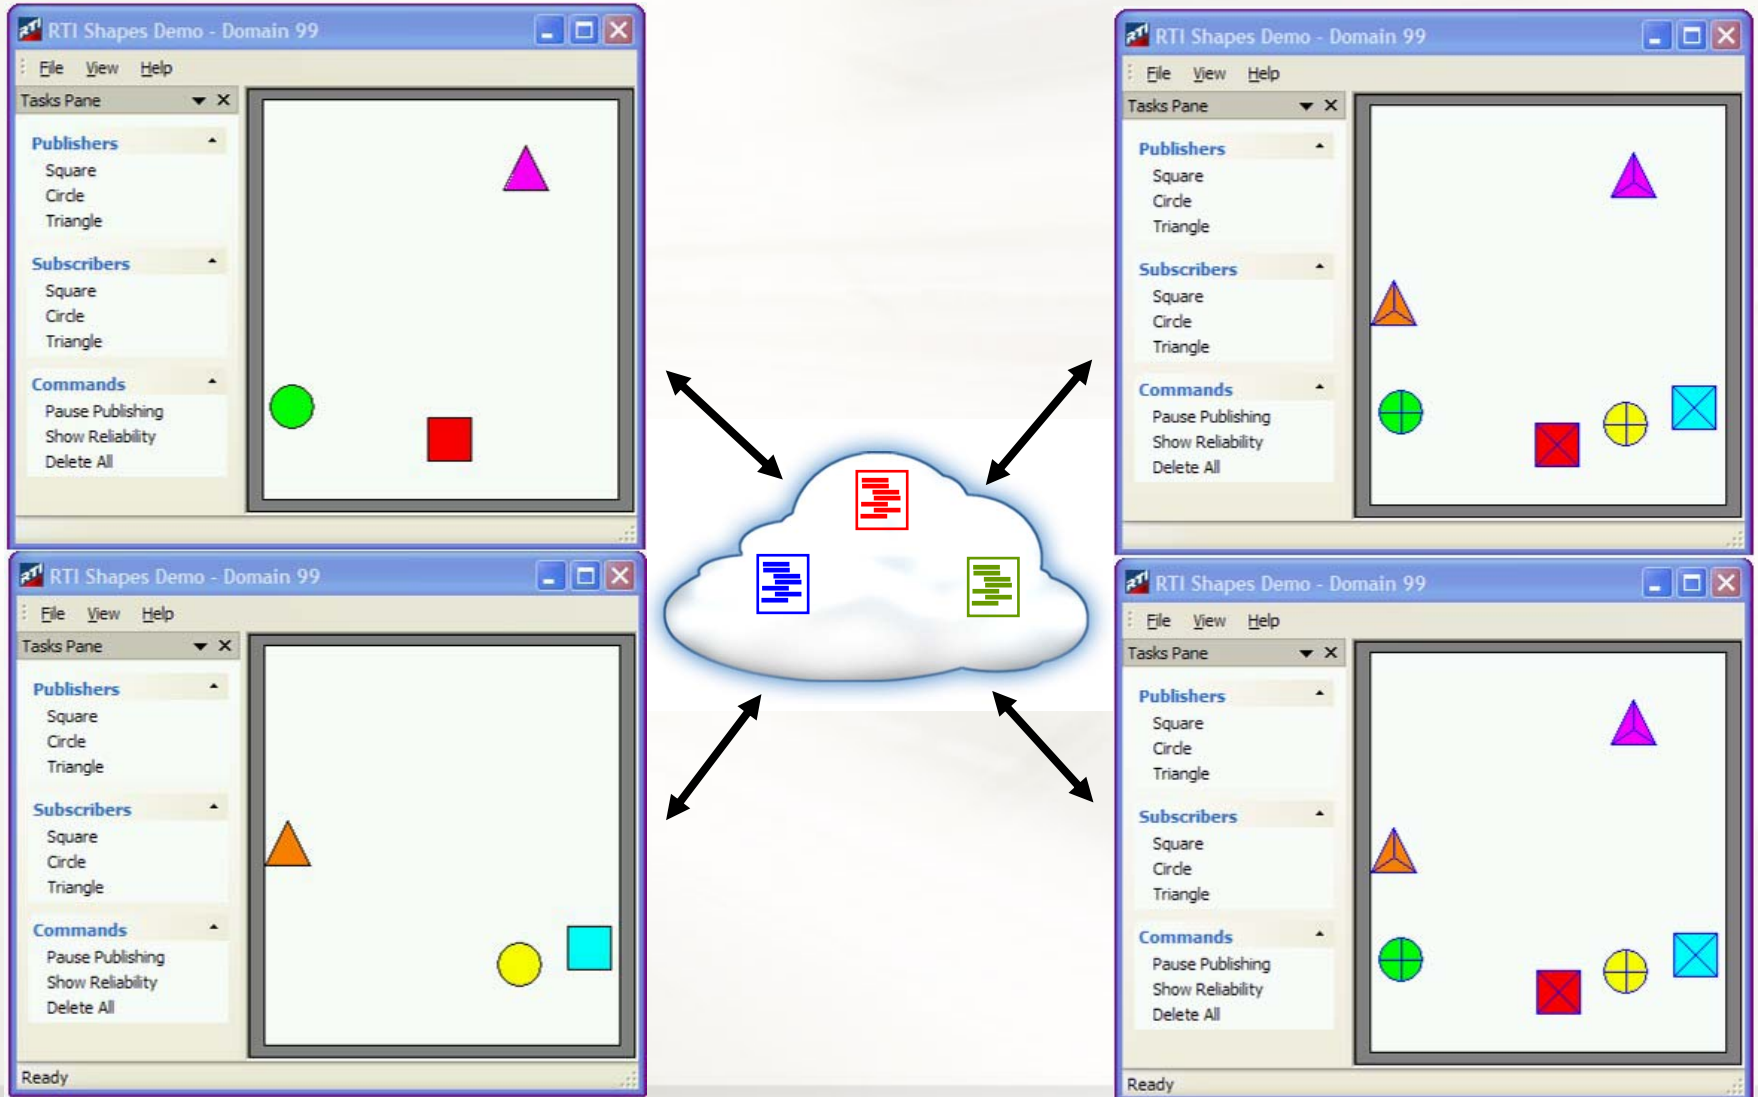 RTI RTI Shapes Demo - Domain 99
File View Help
Tasks Pane
Publishers
Square
Circle
Triangle
Subscribers
Square
Circle
Triangle
Commands
Pause Publishing
Show Reliability
Delete All
RTI RTI Shapes Demo - Domain 99
File View Help
Tasks Pane
Publishers
Square
Circle
Triangle
Subscribers
Square
Circle
Triangle
Commands
Pause Publishing
Show Reliability
Delete All
RTI RTI Shapes Demo - Domain 99
File View Help
Tasks Pane
Publishers
Square
Circle
Triangle
Subscribers
Square
Circle
Triangle
Commands
Pause Publishing
Show Reliability
Delete All
Ready
RTI RTI Shapes Demo - Domain 99
File View Help
Tasks Pane
Publishers
Square
Circle
Triangle
Subscribers
Square
Circle
Triangle
Commands
Pause Publishing
Show Reliability
Delete All
Ready